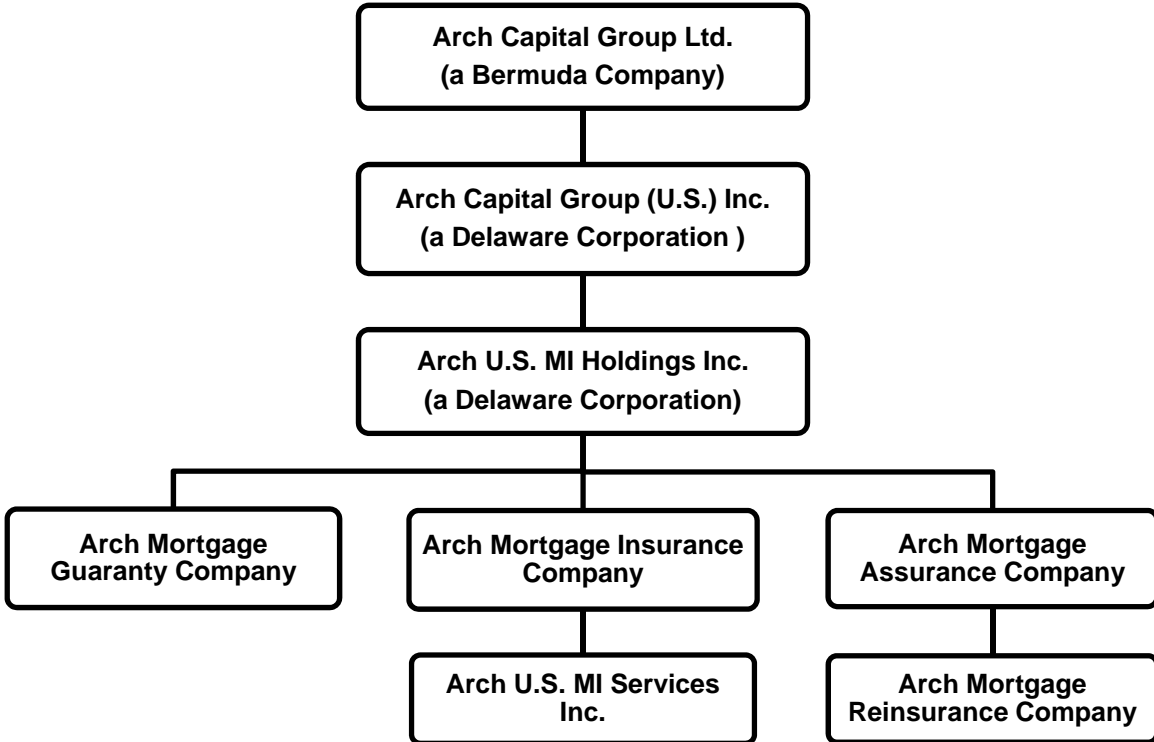 Arch Capital Group Ltd.
(a Bermuda Company)
Arch Capital Group (U.S.) Inc.
(a Delaware Corporation )
Arch U.S. MI Holdings Inc.
(a Delaware Corporation)
Arch Mortgage
Guaranty Company
Arch Mortgage Insurance
Company
Arch Mortgage
Assurance Company
Arch U.S. MI Services
Inc.
Arch Mortgage
Reinsurance Company